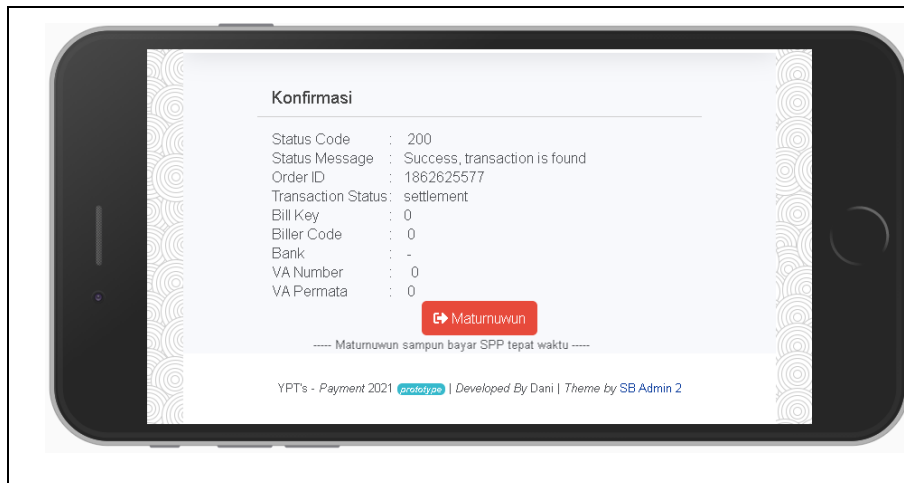 Konfirmasi
Status Code : 200
Status Message : Success, transaction is found
Order ID : 1862625577
Transaction Status : settlement
Bill Key : 0
Biller Code : 0
Bank : -
VA Number : 0
VA Permata : 0
Maturnuwun
----- Maturnuwun sampun bayar SPP tepat waktu -----
YPT's - Payment 2021 prototype | Developed By Dani | Theme by SB Admin 2